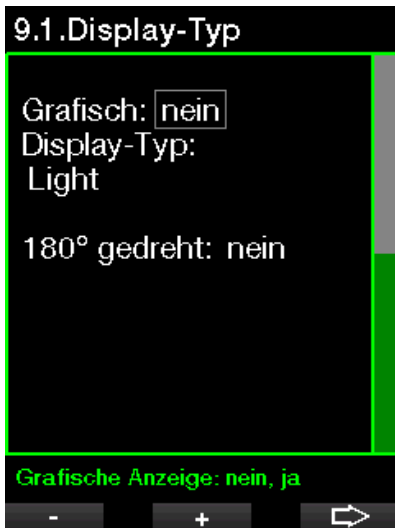 9.1.Display-Typ
Grafisch: nein
Display-Typ:
Light
180° gedreht: nein
Grafische Anzeige: nein, ja
- +